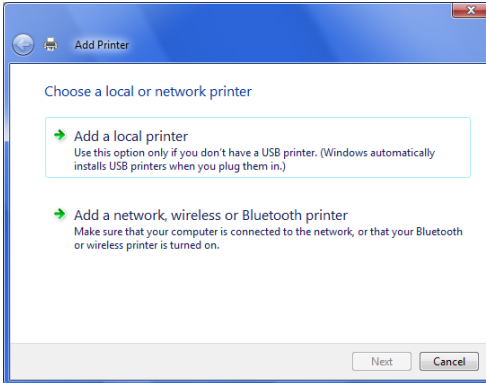 Add Printer
Choose a local or network printer
Add a local printer
Use this option only if you don't have a USB printer. (Windows automatically
installs USB printers when you plug them in.)
Add a network, wireless or Bluetooth printer
Make sure that your computer is connected to the network, or that your Bluetooth
or wireless printer is turned on.
Next Cancel